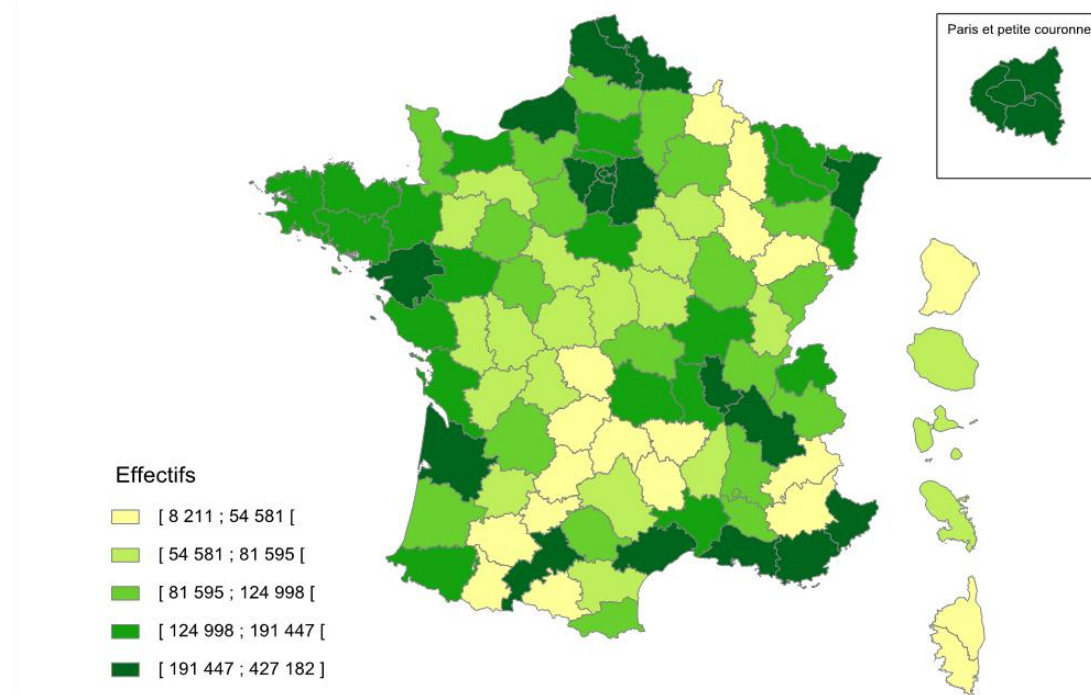 Paris et petite couronne
Effectifs
[ 8 211 ; 54 581 [
[ 54 581 ; 81 595 [
[ 81 595 ; 124 998 [
[ 124 998 ; 191 447 [
[ 191 447 ; 427 182 ]